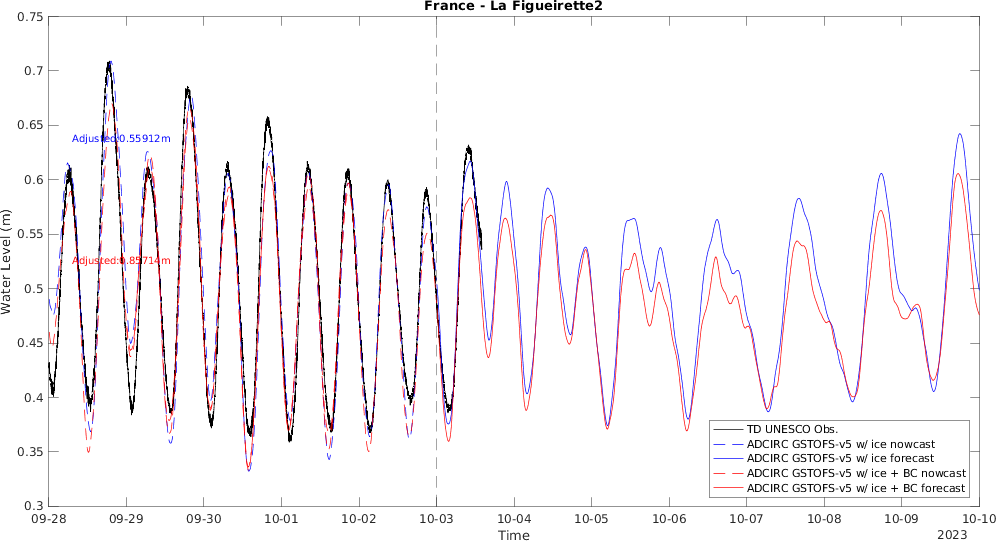 France - La Figueirette2
0.75
0.7
0.65
0.6
0.55
0.5
0.45
0.4
0.35
0.3
Water Level (m)
Adjusted:0.55912m
Adjusted:0.85714m
TD UNESCO Obs.
ADCIRC GSTOFS-v5 w/ ice nowcast
ADCIRC GSTOFS-v5 w/ ice forecast
ADCIRC GSTOFS-v5 w/ ice + BC nowcast
ADCIRC GSTOFS-v5 w/ ice + BC forecast
09-28 09-29 09-30 10-01 10-02 10-03 10-04 10-05 10-06 10-07 10-08 10-09 10-10
Time
2023